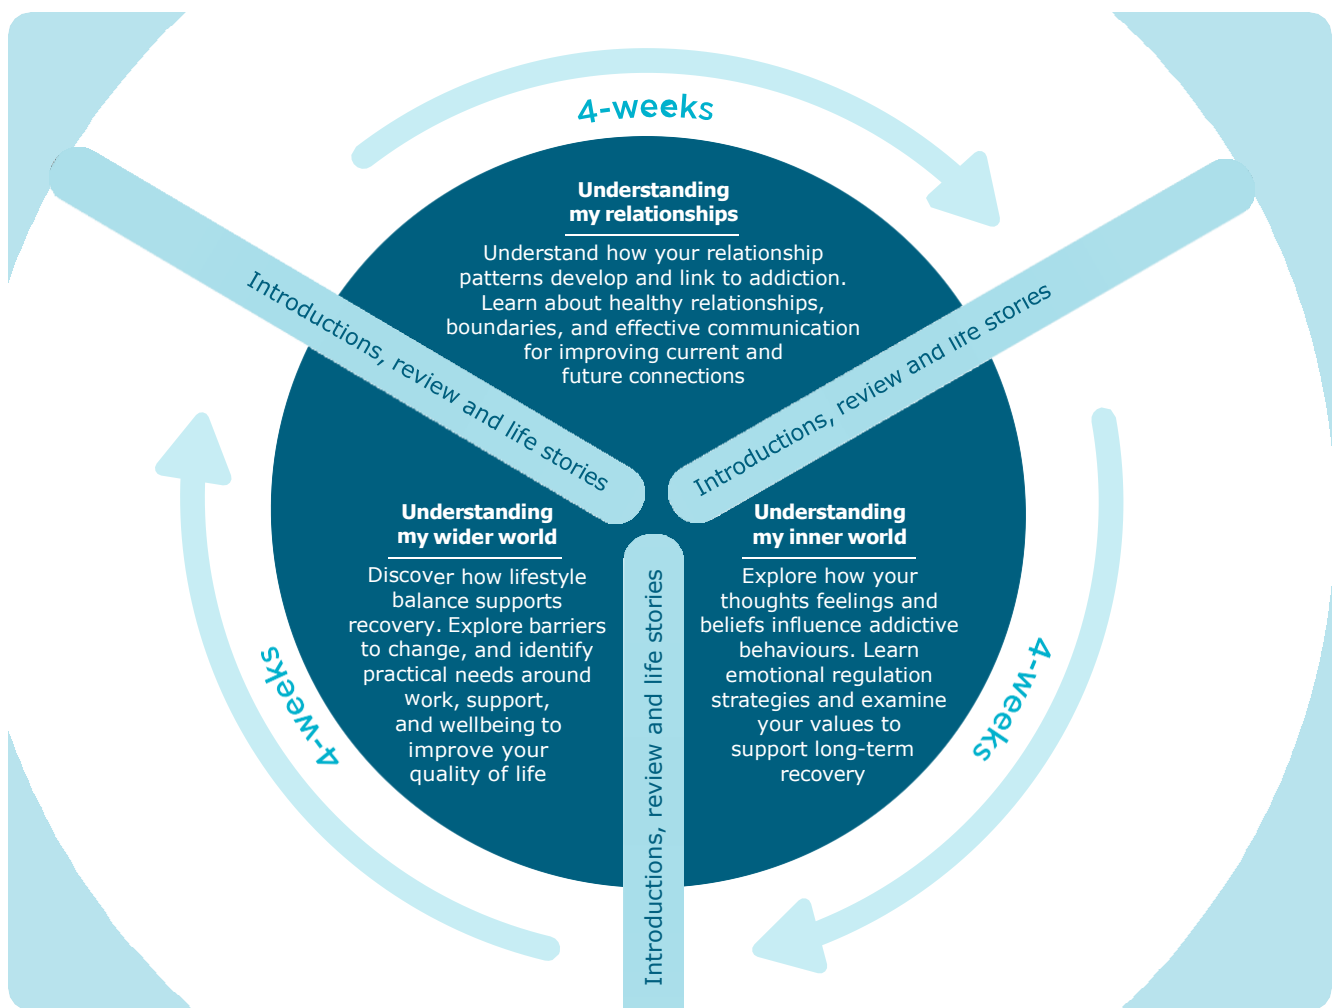 4-weeks
Understanding
my relationships
Understand how your relationship
patterns develop and link to addiction.
Learn about healthy relationships,
boundaries, and effective communication
for improving current and
future connections
Introductions, review and life stories
Introductions, review and life stories
Understanding
my wider world
Discover how lifestyle
balance supports
recovery. Explore barriers
to change, and identify
practical needs around
work, support,
and wellbeing to
improve your
quality of life
Understanding
my inner world
Explore how your
thoughts feelings and
beliefs influence addictive
behaviours. Learn
emotional regulation
strategies and examine
your values to
support long-term
recovery
Introductions, review and life stories
4-weeks
4-weeks